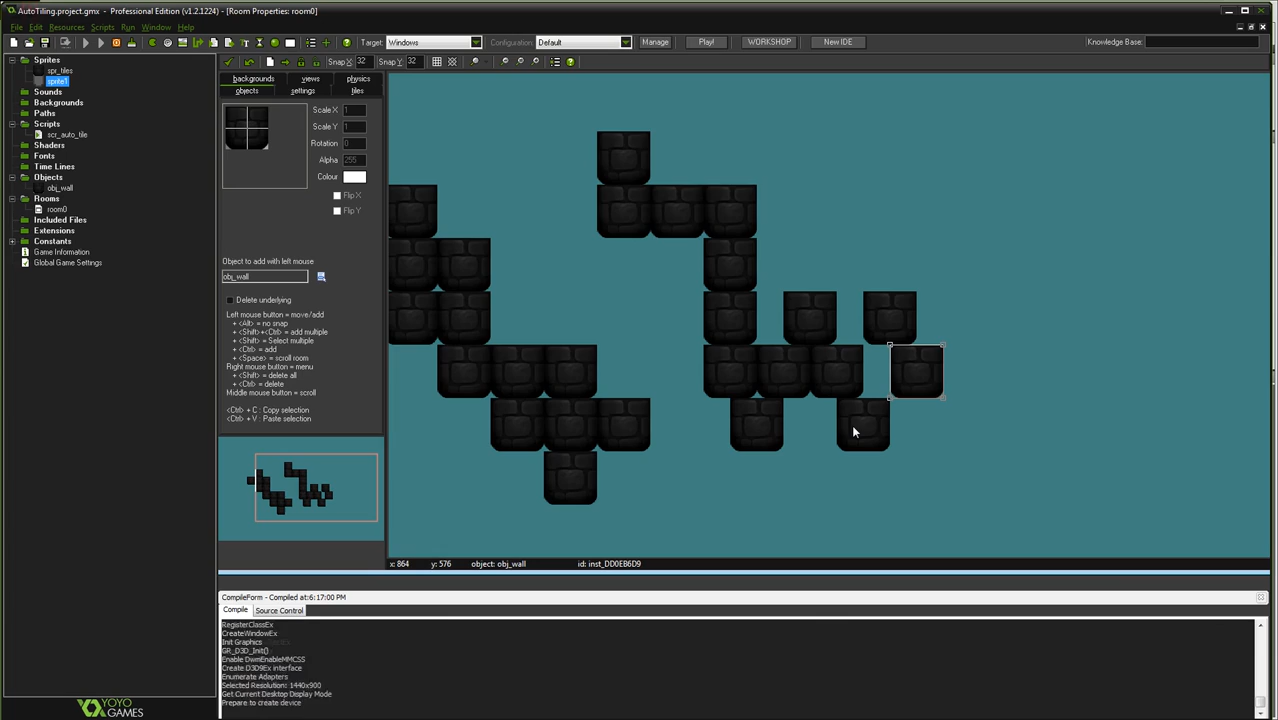 AutoTiling.project.gmx - Professional Edition (v1.2.1224) - [Room Properties: room0]
File Edit Resources Scripts Run Window Help
Target: Windows Configuration: Default Manage Play! WORKSHOP New IDE Knowledge Base:
Snap X 32 Snap Y 32
Sprites
spr_tiles
sprite1
Sounds
Backgrounds
Paths
Scripts
scr_auto_tile
Shaders
Fonts
Time Lines
Objects
obj_wall
Rooms
room0
Included Files
Extensions
Constants
Game Information
Global Game Settings
backgrounds views physics
objects settings tiles
Scale X 1
Scale Y 1
Rotation 0
Alpha 255
Colour
Flip X
Flip Y
Object to add with left mouse
obj_wall
Delete underlying
Left mouse button = move/add
+ <Alt> = no snap
+ <Shift>+<Ctrl> = add multiple
+ <Shift> = Select multiple
+ <Ctrl> = add
+ <Space> = scroll room
Right mouse button = menu
+ <Shift> = delete all
+ <Ctrl> = delete
Middle mouse button = scroll
<Ctrl> + C : Copy selection
<Ctrl> + V : Paste selection
x: 864 y: 576 object: obj_wall id: inst_DD0EB6D9
CompileForm - Compiled at:6:17:00 PM
Compile Source Control
RegisterClassEx
CreateWindowEx
Init Graphics
GR_D3D_Init()
Enable DwmEnableMMCSS
Create D3D9Ex interface
Enumerate Adapters
Selected Resolution: 1440x900
Get Current Desktop Display Mode
Prepare to create device
YOYO
GAMES